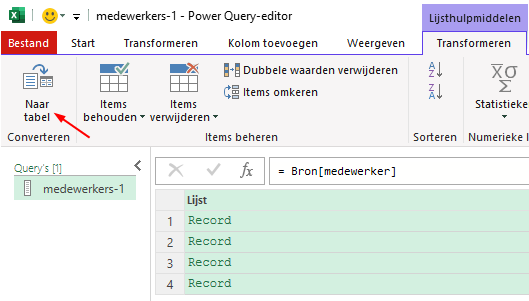 medewerkers-1 - Power Query-editor
Lijsthulpmiddelen
Bestand Start Transformeren Kolom toevoegen Weergeven Transformeren
Naar tabel
Items behouden
Items verwijderen
Dubbele waarden verwijderen
Items omkeren
Statistieke
Converteren Items beheren Sorteren Numerieke l
Query's [1]
medewerkers-1
fx = Bron[medewerker]
Lijst
1 Record
2 Record
3 Record
4 Record